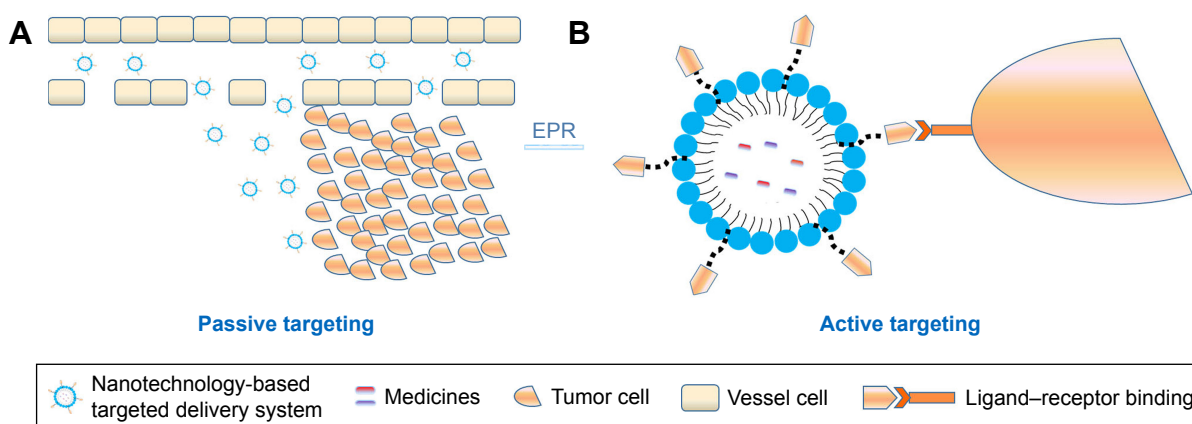 A
B
EPR
Passive targeting
Active targeting
Nanotechnology-based
targeted delivery system
Medicines
Tumor cell
Vessel cell
Ligand–receptor binding